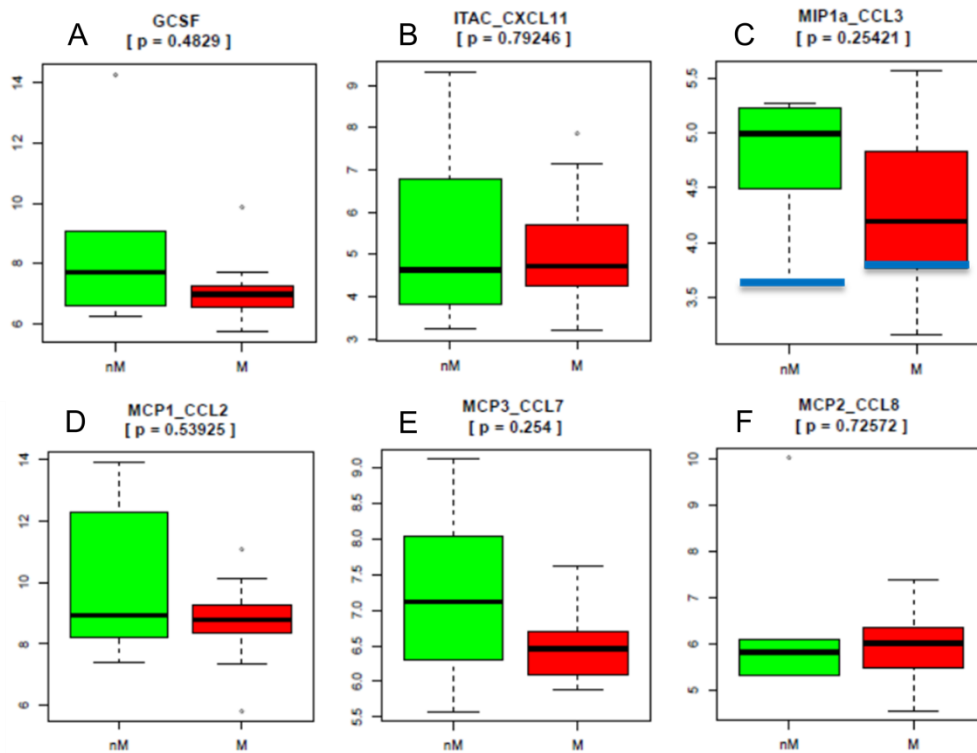 A GCSF
[ p = 0.4829 ]
14
10
8
6
nM M
B ITAC_CXCL11
[ p = 0.79246 ]
9
8
7
6
5
4
3
nM M
C MIP1a_CCL3
[ p = 0.25421 ]
5.5
5.0
4.5
4.0
3.5
nM M
D MCP1_CCL2
[ p = 0.53925 ]
14
12
10
8
6
nM M
E MCP3_CCL7
[ p = 0.254 ]
9.0
8.5
8.0
7.5
7.0
6.5
6.0
5.5
nM M
F MCP2_CCL8
[ p = 0.72572 ]
10
9
8
7
6
5
nM M